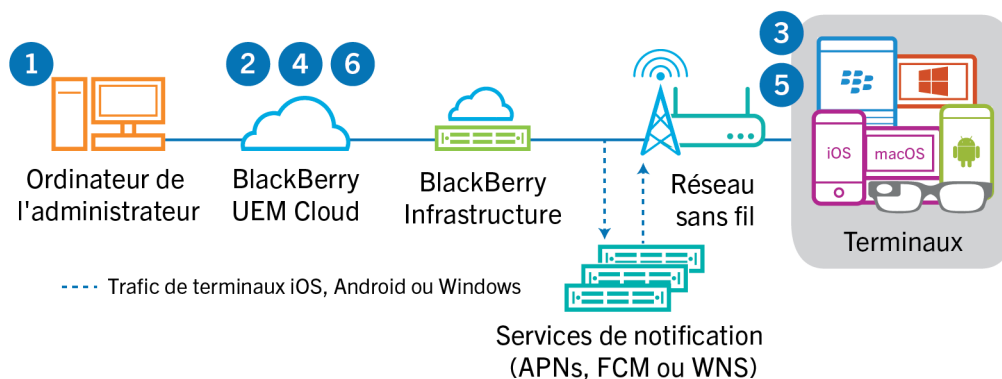 1
2 4 6
3
5
iOS
macOS
Ordinateur de
l'administrateur
BlackBerry
UEM Cloud
BlackBerry
Infrastructure
Réseau
sans fil
Terminaux
Trafic de terminaux iOS, Android ou Windows
Services de notification
(APNs, FCM ou WNS)